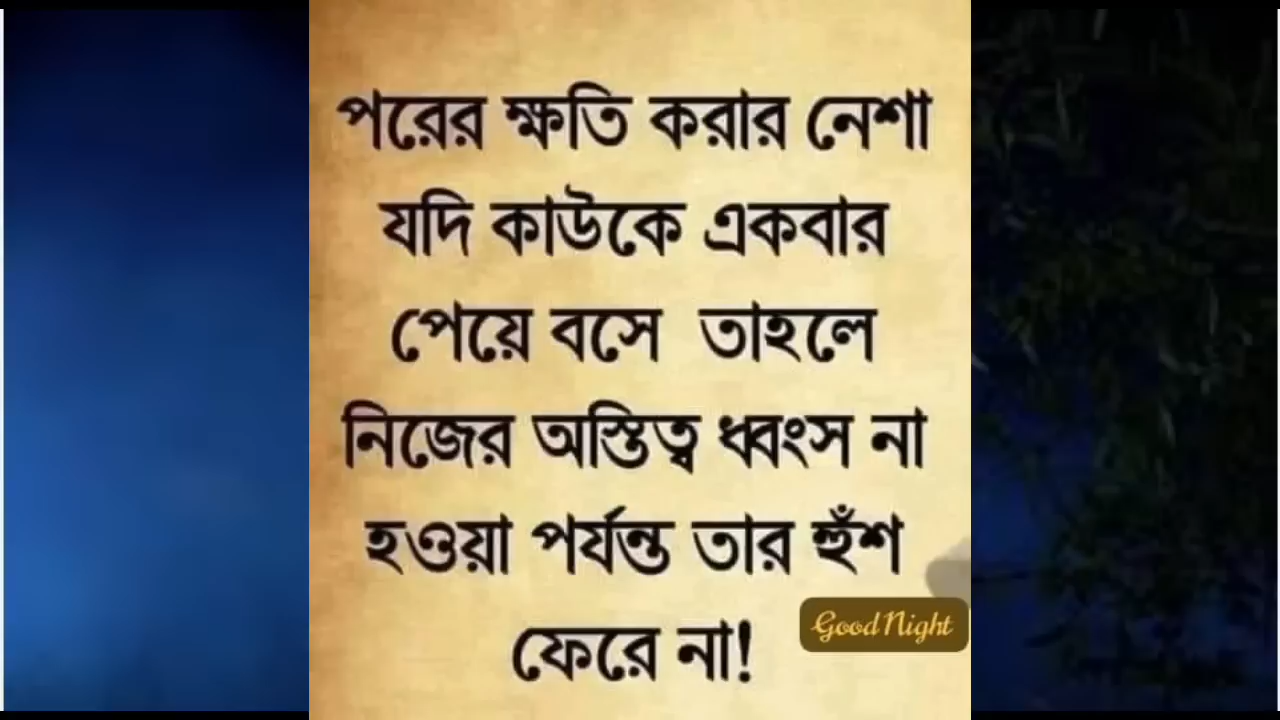 পরের ক্ষতি করার নেশা
যদি কাউকে একবার
পেয়ে বসে তাহলে
নিজের অস্তিত্ব ধ্বংস না
হওয়া পর্যন্ত তার হুঁশ
ফেরে না!
Good Night